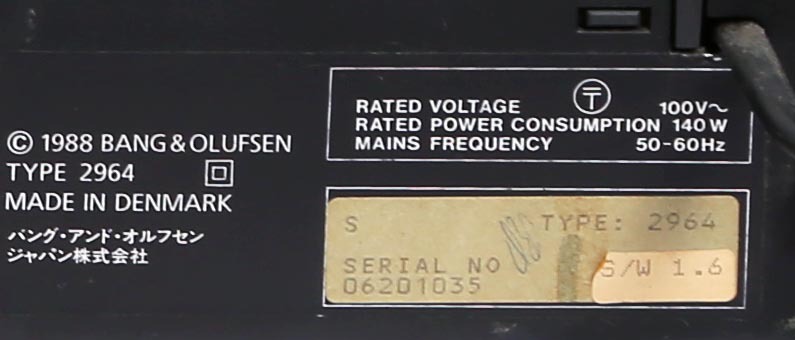 © 1988 BANG & OLUFSEN
TYPE 2964
MADE IN DENMARK
バング・アンド・オルフセン
ジャパン株式会社
RATED VOLTAGE 〒 100V~
RATED POWER CONSUMPTION 140 W
MAINS FREQUENCY 50-60Hz
S TYPE: 2964
SERIAL NO S/W 1.6
06201035